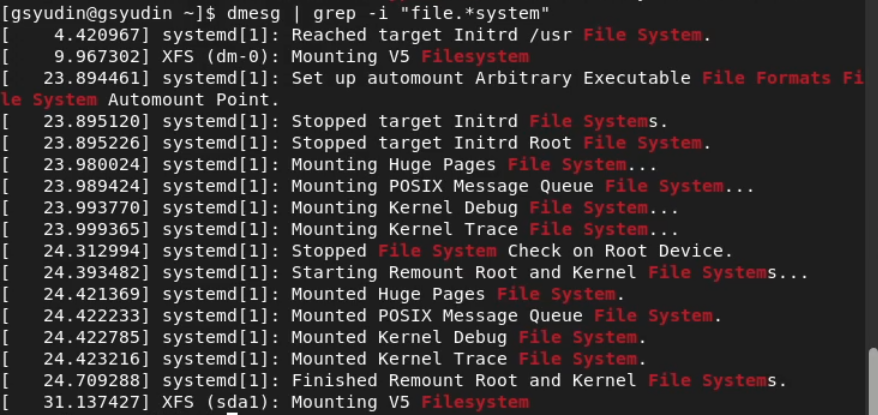 [gsyudin@gsyudin ~]$ dmesg | grep -i "file.*system"
[    4.420967] systemd[1]: Reached target Initrd /usr File System.
[    9.967302] XFS (dm-0): Mounting V5 Filesystem
[   23.894461] systemd[1]: Set up automount Arbitrary Executable File Formats Fi
le System Automount Point.
[   23.895120] systemd[1]: Stopped target Initrd File Systems.
[   23.895226] systemd[1]: Stopped target Initrd Root File System.
[   23.980024] systemd[1]: Mounting Huge Pages File System...
[   23.989424] systemd[1]: Mounting POSIX Message Queue File System...
[   23.993770] systemd[1]: Mounting Kernel Debug File System...
[   23.999365] systemd[1]: Mounting Kernel Trace File System...
[   24.312994] systemd[1]: Stopped File System Check on Root Device.
[   24.393482] systemd[1]: Starting Remount Root and Kernel File Systems...
[   24.421369] systemd[1]: Mounted Huge Pages File System.
[   24.422233] systemd[1]: Mounted POSIX Message Queue File System.
[   24.422785] systemd[1]: Mounted Kernel Debug File System.
[   24.423216] systemd[1]: Mounted Kernel Trace File System.
[   24.709288] systemd[1]: Finished Remount Root and Kernel File Systems.
[   31.137427] XFS (sda1): Mounting V5 Filesystem